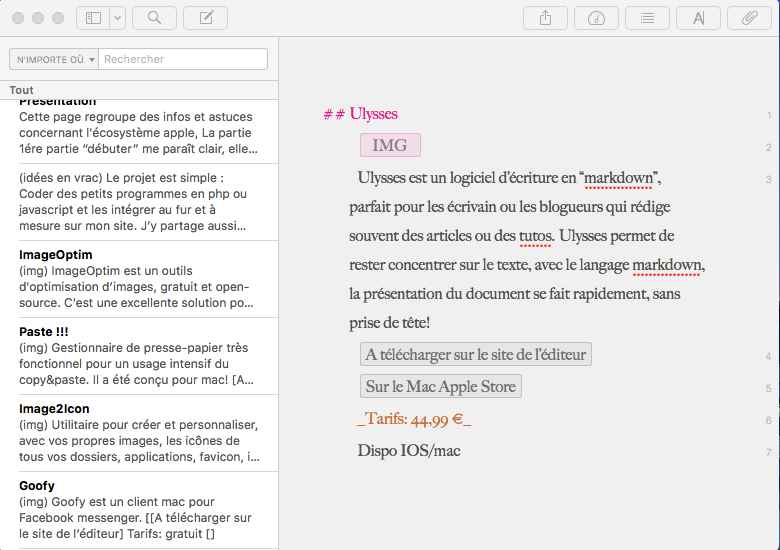 N'IMPORTE OÙ
Rechercher
Tout
Présentation
Cette page regroupe des infos et astuces
concernant l'écosystème apple, La partie
1ére partie “débuter” me paraît clair, elle...
(idées en vrac) Le projet est simple :
Coder des petits programmes en php ou
javascript et les intégrer au fur et à
mesure sur mon site. J'y partage aussi...
ImageOptim
(img) ImageOptim est un outils
d'optimisation d'images, gratuit et open-
source. C'est une excellente solution po...
Paste !!!
(img) Gestionnaire de presse-papier très
fonctionnel pour un usage intensif du
copy&paste. Il a été conçu pour mac! [A...
Image2Icon
(img) Utilitaire pour créer et personnaliser,
avec vos propres images, les icônes de
tous vos dossiers, applications, favicon, i...
Goofy
(img) Goofy est un client mac pour
Facebook messenger. [[A télécharger sur
le site de l'éditeur] Tarifs: gratuit []
## Ulysses 1
IMG 2
Ulysses est un logiciel d'écriture en “markdown”, 3
parfait pour les écrivain ou les blogueurs qui rédige
souvent des articles ou des tutos. Ulysses permet de
rester concentrer sur le texte, avec le langage markdown,
la présentation du document se fait rapidement, sans
prise de tête!
A télécharger sur le site de l'éditeur 4
Sur le Mac Apple Store 5
_Tarifs: 44,99 €_ 6
Dispo IOS/mac 7